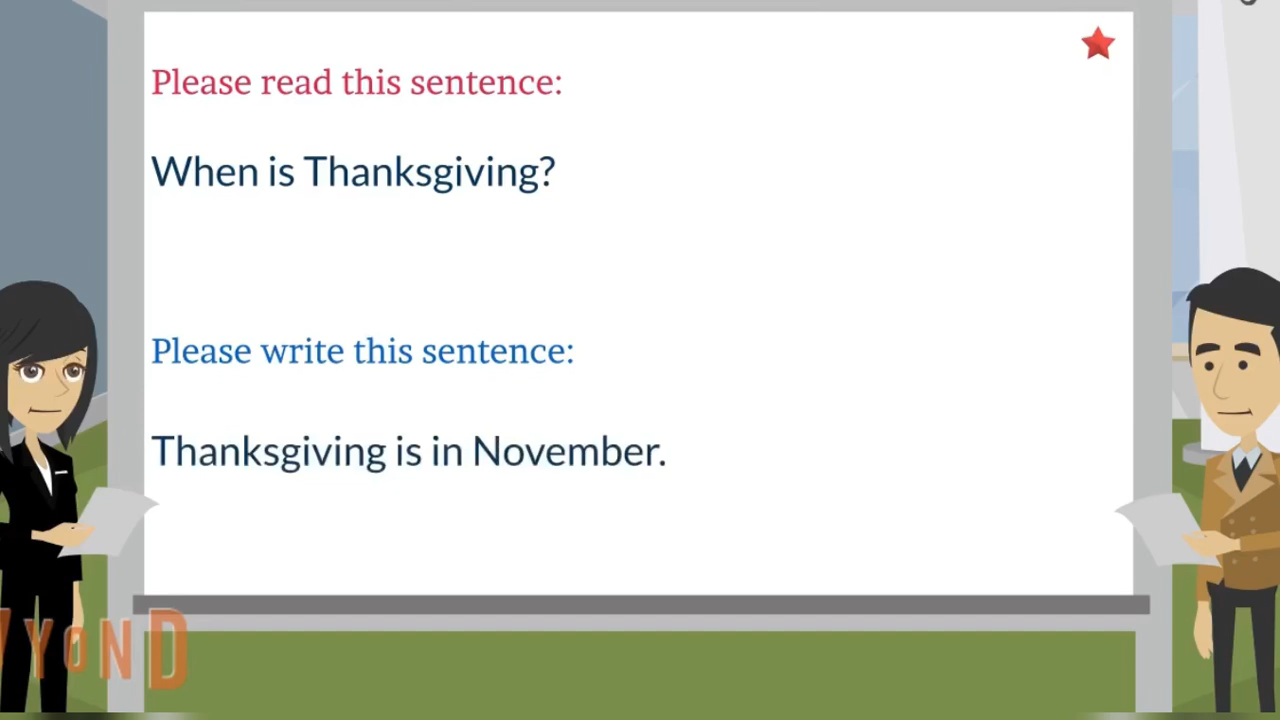 Please read this sentence:
When is Thanksgiving?
Please write this sentence:
Thanksgiving is in November.